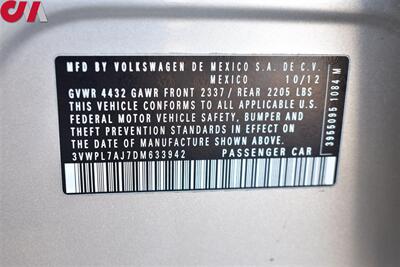 MFD BY VOLKSWAGEN DE MEXICO S.A. DE C.V.
MEXICO 10/12
GVWR 4432 GAWR FRONT 2337/ REAR 2205 LBS
THIS VEHICLE CONFORMS TO ALL APPLICABLE U.S.
FEDERAL MOTOR VEHICLE SAFETY, BUMPER AND
THEFT PREVENTION STANDARDS IN EFFECT ON
THE DATE OF MANUFACTURE SHOWN ABOVE.
3VWPL7AJ7DM633942 PASSENGER CAR
3955095 1084 M